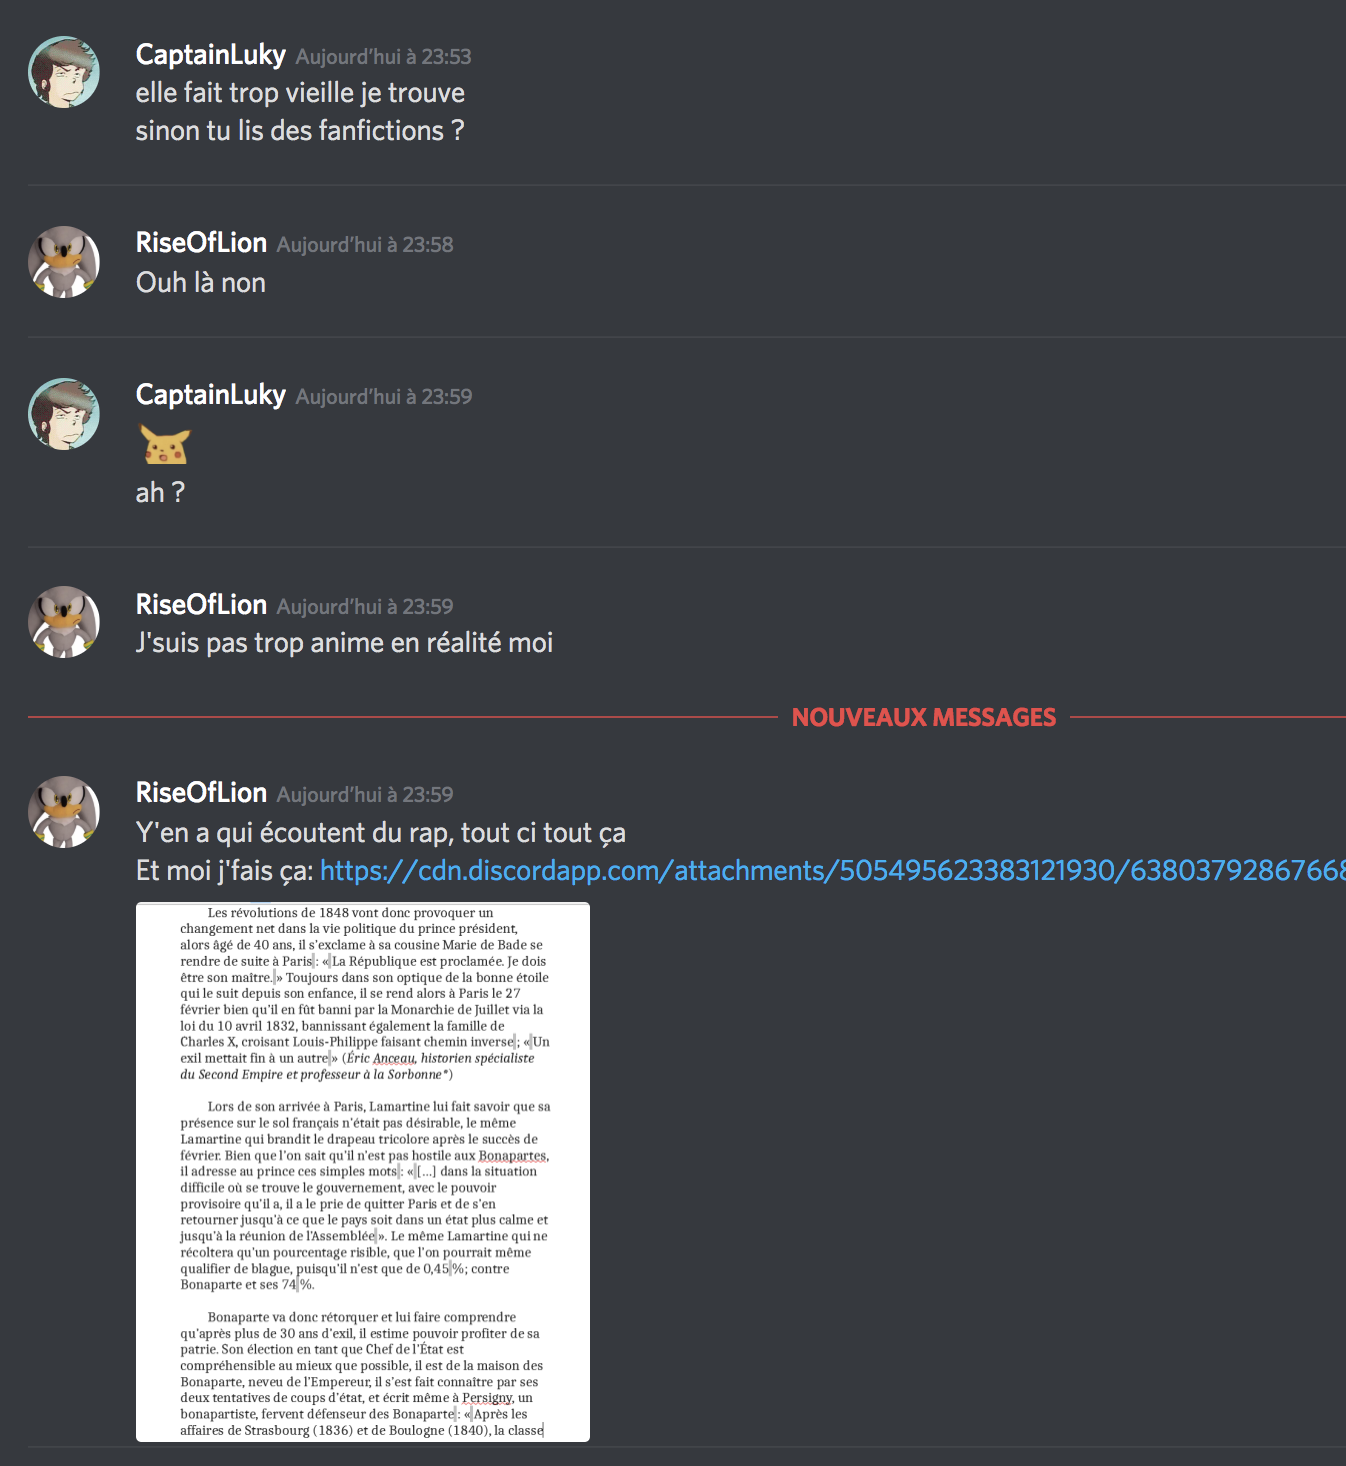 CaptainLuky Aujourd'hui à 23:53
elle fait trop vieille je trouve
sinon tu lis des fanfictions ?
RiseOfLion Aujourd'hui à 23:58
Ouh là non
CaptainLuky Aujourd'hui à 23:59
ah ?
RiseOfLion Aujourd'hui à 23:59
J'suis pas trop anime en réalité moi
NOUVEAUX MESSAGES
RiseOfLion Aujourd'hui à 23:59
Y'en a qui écoutent du rap, tout ci tout ça
Et moi j'fais ça: https://cdn.discordapp.com/attachments/505495623383121930/638037928676668
Les révolutions de 1848 vont donc provoquer un
changement net dans la vie politique du prince président,
alors âgé de 40 ans, il s'exclame à sa cousine Marie de Bade se
rendre de suite à Paris : « La République est proclamée. Je dois
être son maître. » Toujours dans son optique de la bonne étoile
qui le suit depuis son enfance, il se rend alors à Paris le 27
février bien qu'il en fût banni par la Monarchie de Juillet via la
loi du 10 avril 1832, bannissant également la famille de
Charles X, croisant Louis-Philippe faisant chemin inverse ; « Un
exil mettait fin à un autre » (Éric Anceau, historien spécialiste
du Second Empire et professeur à la Sorbonne*)
Lors de son arrivée à Paris, Lamartine lui fait savoir que sa
présence sur le sol français n'était pas désirable, le même
Lamartine qui brandit le drapeau tricolore après le succès de
février. Bien que l'on sait qu'il n'est pas hostile aux Bonapartes,
il adresse au prince ces simples mots : « [...] dans la situation
difficile où se trouve le gouvernement, avec le pouvoir
provisoire qu'il a, il a le prie de quitter Paris et de s'en
retourner jusqu'à ce que le pays soit dans un état plus calme et
jusqu'à la réunion de l'Assemblée ». Le même Lamartine qui ne
récoltera qu'un pourcentage risible, que l'on pourrait même
qualifier de blague, puisqu'il n'est que de 0,45 %; contre
Bonaparte et ses 74 %.
Bonaparte va donc rétorquer et lui faire comprendre
qu'après plus de 30 ans d'exil, il estime pouvoir profiter de sa
patrie. Son élection en tant que Chef de l'État est
compréhensible au mieux que possible, il est de la maison des
Bonaparte, neveu de l'Empereur, il s'est fait connaître par ses
deux tentatives de coups d'état, et écrit même à Persigny, un
bonapartiste, fervent défenseur des Bonaparte : « Après les
affaires de Strasbourg (1836) et de Boulogne (1840), la classe